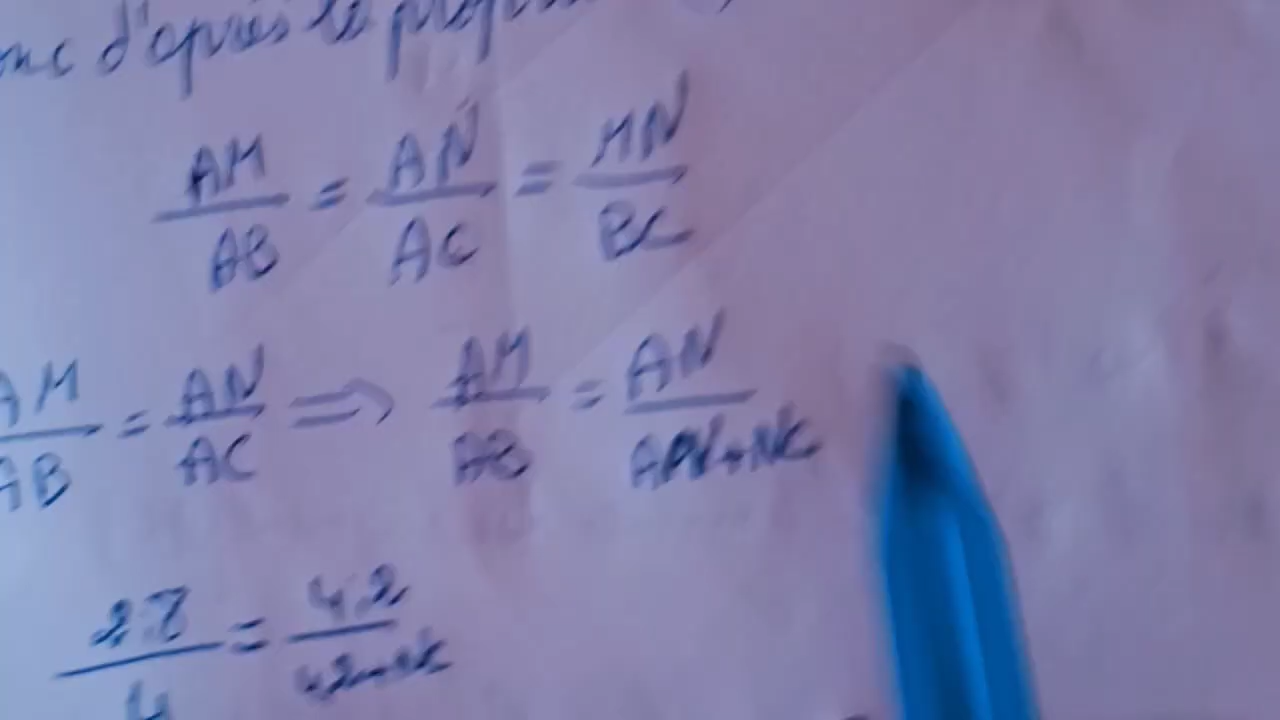 donc d'après la
AM/AB = AN/AC = MN/BC
AM/AB = AN/AC ⇒ AM/AB = AN/AN+NC
2.8/4 = 4.2/4.2+NC